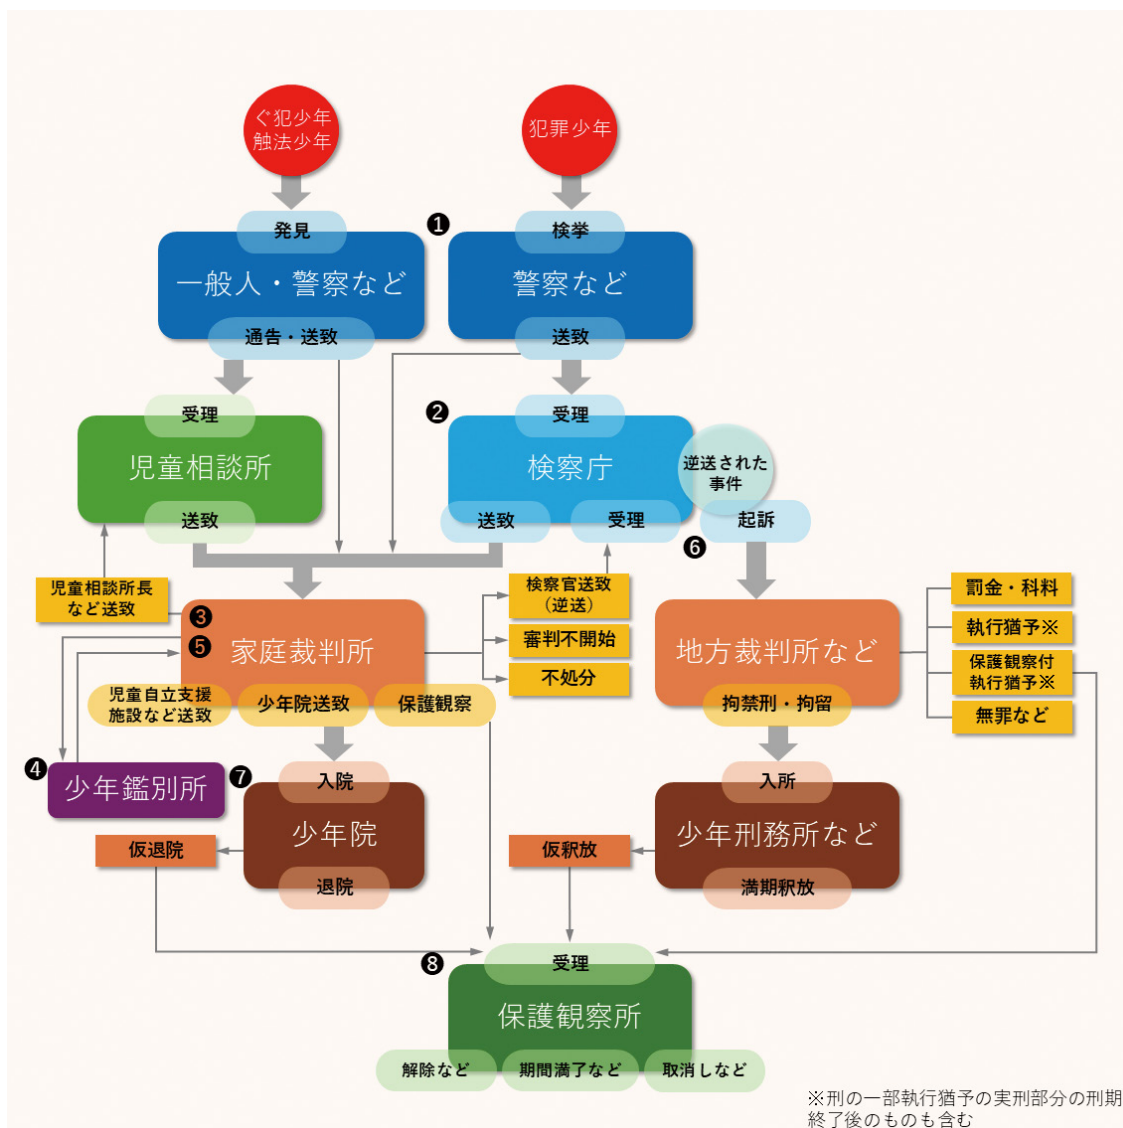 ぐ犯少年
触法少年
犯罪少年
発見
一般人・警察など
通告・送致
❶
検挙
警察など
送致
受理
児童相談所
送致
❷
受理
検察庁
送致
受理
逆送された
事件
起訴
❻
児童相談所長
など送致
❸
❺
家庭裁判所
児童自立支援
施設など送致
少年院送致
保護観察
検察官送致
（逆送）
審判不開始
不処分
地方裁判所など
拘禁刑・拘留
罰金・科料
執行猶予※
保護観察付
執行猶予※
無罪など
❹
少年鑑別所
❼
入院
少年院
退院
仮退院
入所
少年刑務所など
満期釈放
仮釈放
❽
受理
保護観察所
解除など
期間満了など
取消しなど
※刑の一部執行猶予の実刑部分の刑期
終了後のものも含む